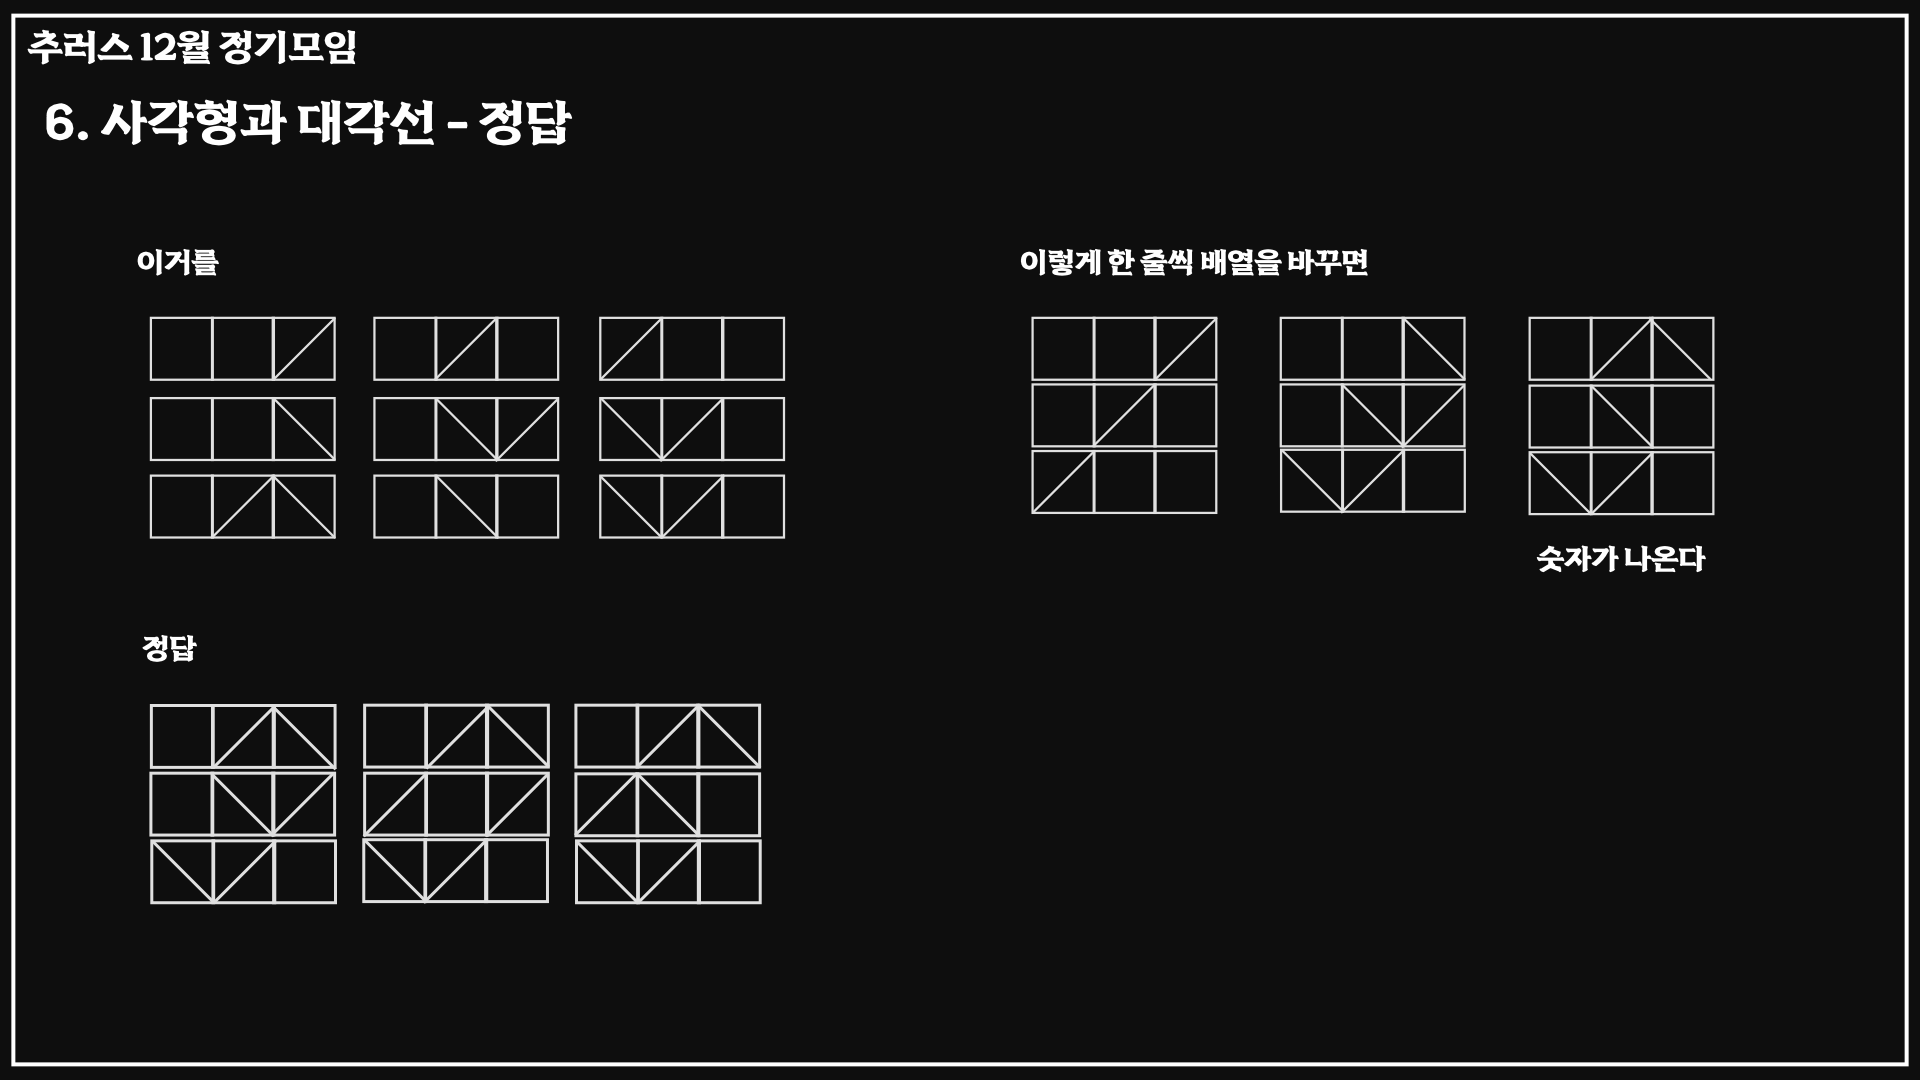 추러스 12월 정기모임
6. 사각형과 대각선 - 정답
이거를
이렇게 한 줄씩 배열을 바꾸면
숫자가 나온다
정답